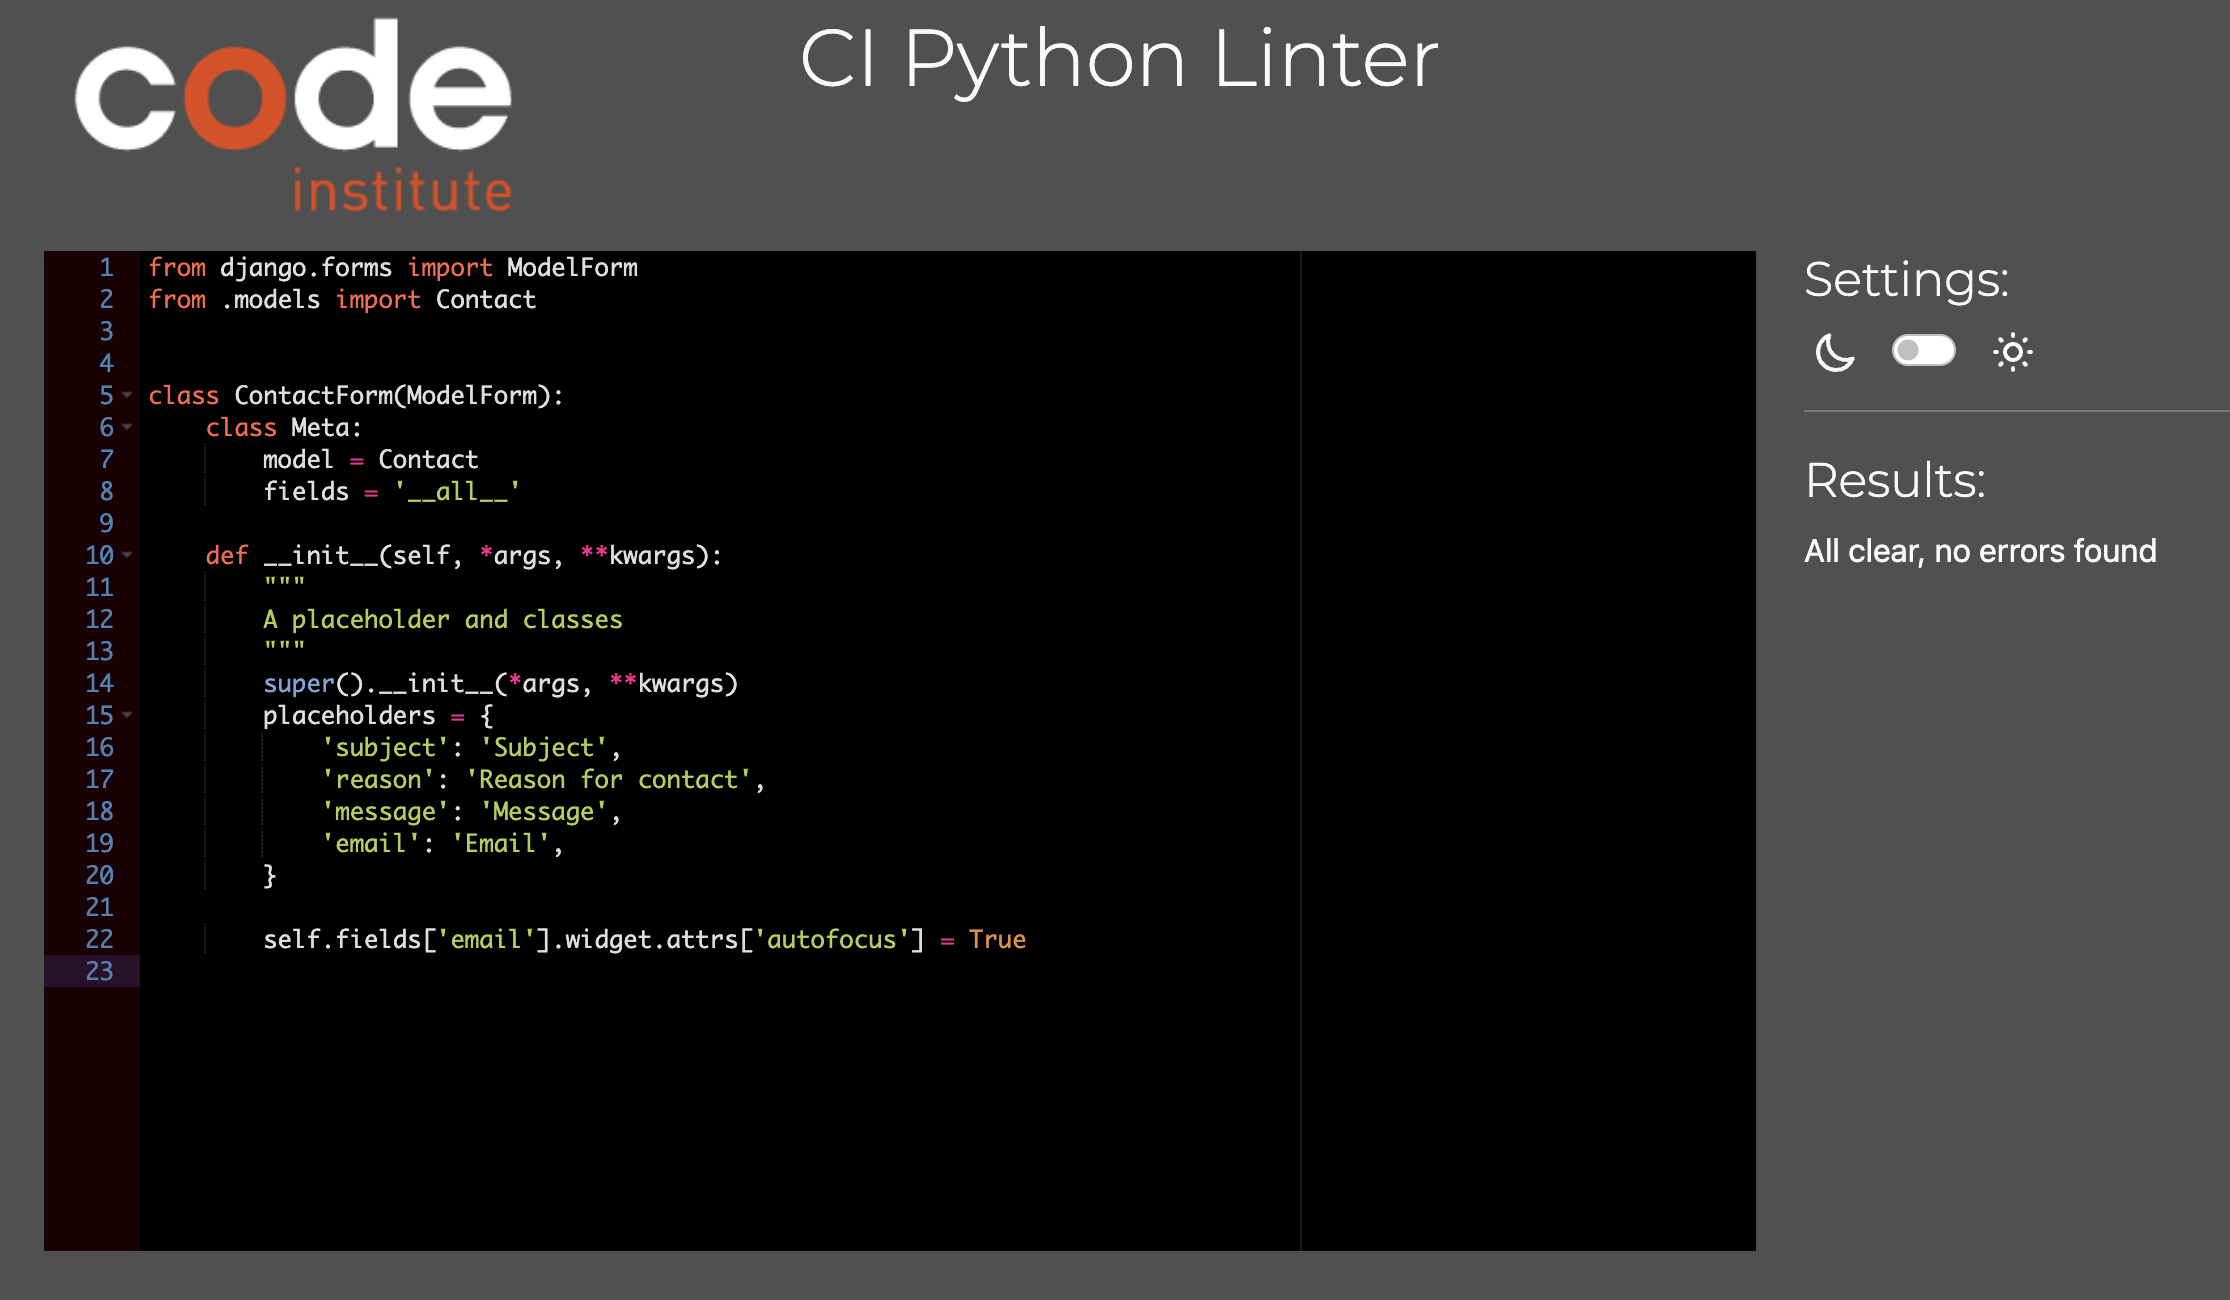 code
institute
CI Python Linter
1 from django.forms import ModelForm
2 from .models import Contact
3
4
5 class ContactForm(ModelForm):
6     class Meta:
7         model = Contact
8         fields = '__all__'
9
10     def __init__(self, *args, **kwargs):
11         """
12         A placeholder and classes
13         """
14         super().__init__(*args, **kwargs)
15         placeholders = {
16             'subject': 'Subject',
17             'reason': 'Reason for contact',
18             'message': 'Message',
19             'email': 'Email',
20         }
21
22         self.fields['email'].widget.attrs['autofocus'] = True
23
Settings:
Results:
All clear, no errors found